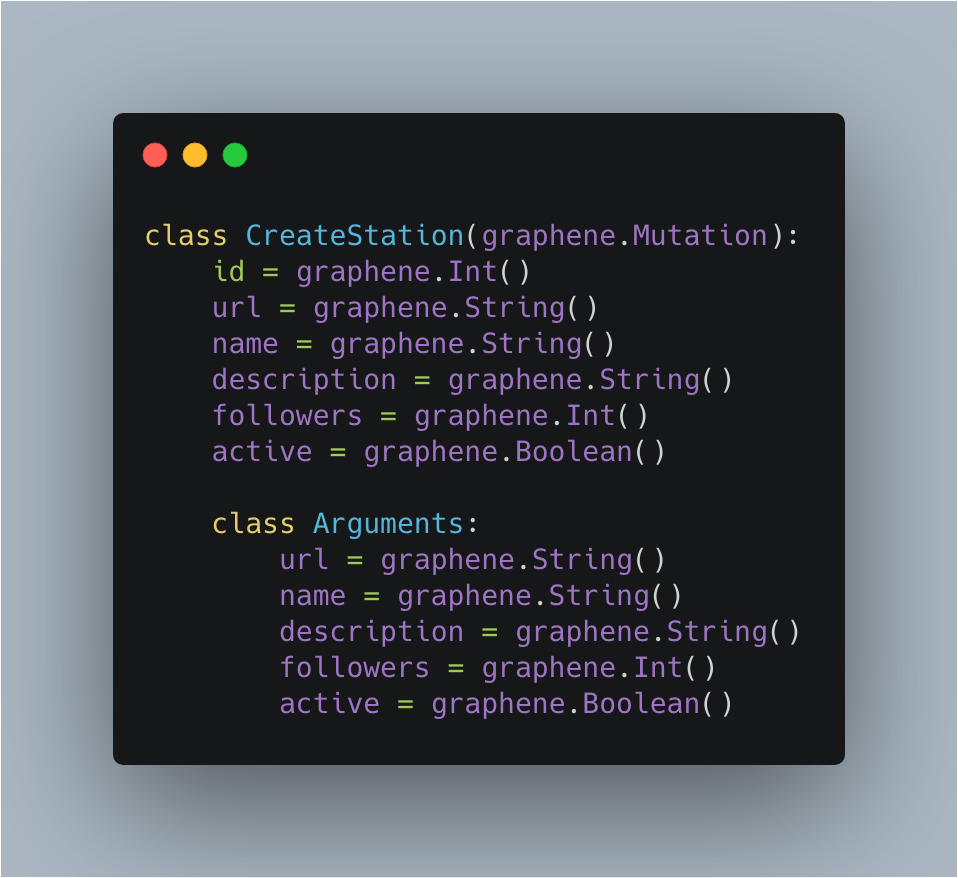 class CreateStation(graphene.Mutation):
    id = graphene.Int()
    url = graphene.String()
    name = graphene.String()
    description = graphene.String()
    followers = graphene.Int()
    active = graphene.Boolean()

    class Arguments:
        url = graphene.String()
        name = graphene.String()
        description = graphene.String()
        followers = graphene.Int()
        active = graphene.Boolean()